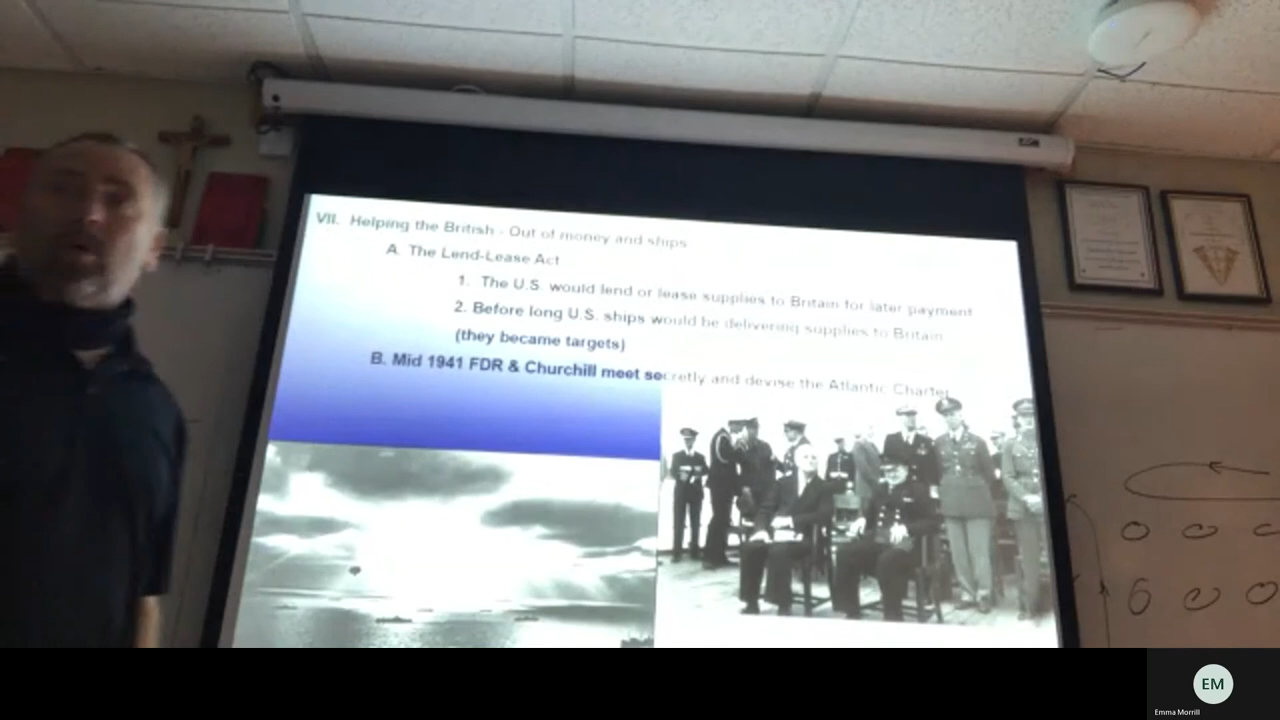 VII. Helping the British - Out of money and ships
A. The Lend-Lease Act
1. The U.S. would lend or lease supplies to Britain for later payment
2. Before long U.S. ships would be delivering supplies to Britain
(they became targets)
B. Mid 1941 FDR & Churchill meet secretly and devise the Atlantic Charter
EM
Emma Morrill